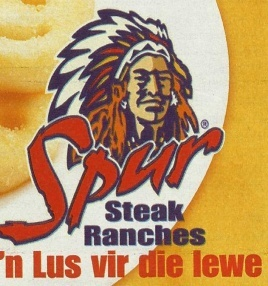 Spur®
Steak
Ranches
'n Lus vir die lewe